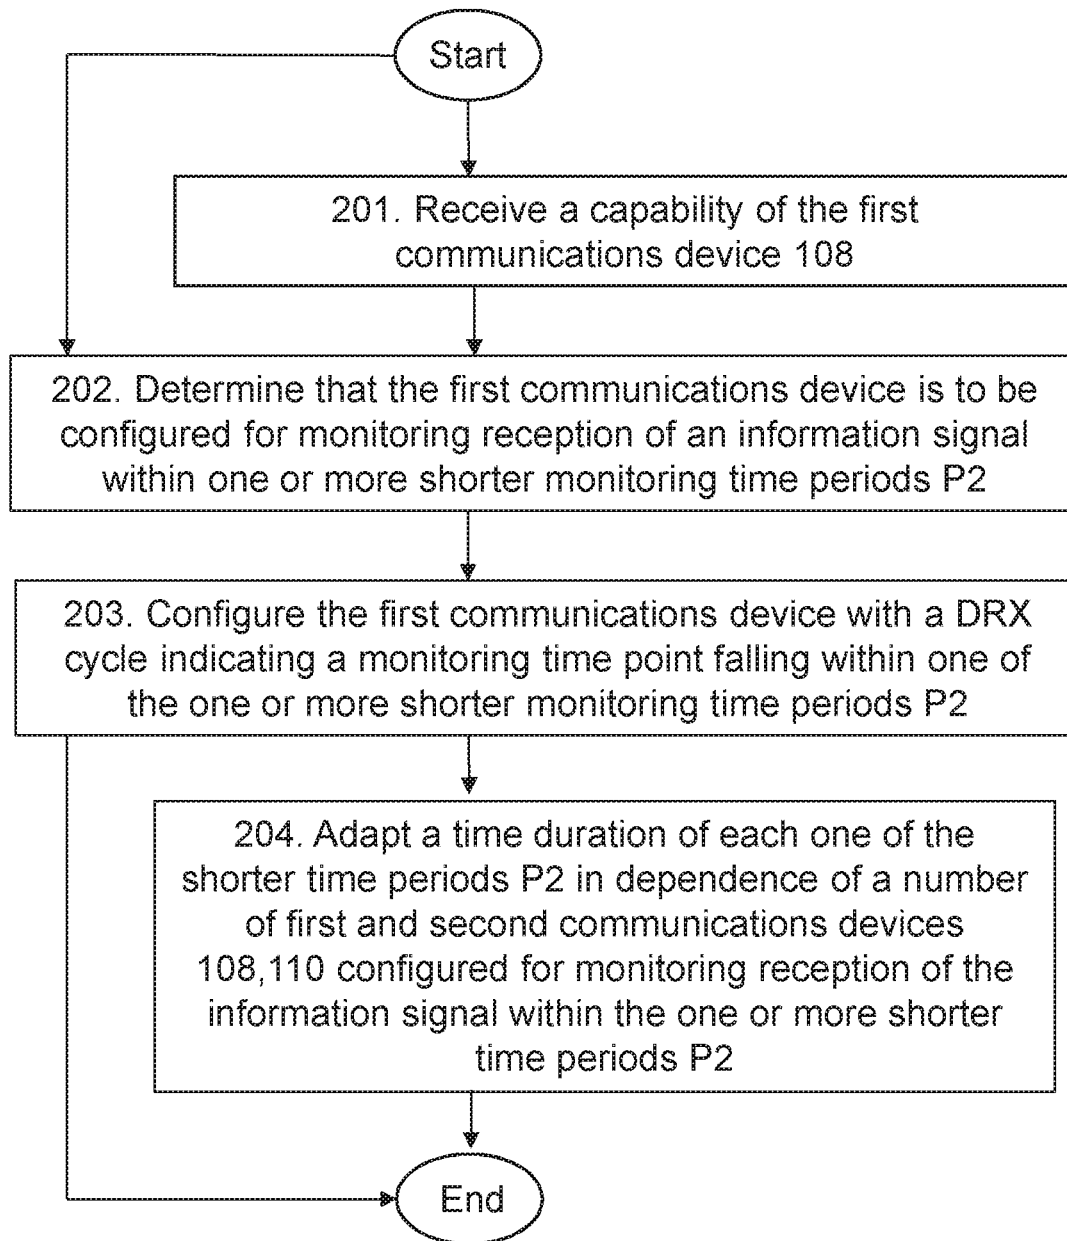 Start
201. Receive a capability of the first
communications device 108
202. Determine that the first communications device is to be
configured for monitoring reception of an information signal
within one or more shorter monitoring time periods P2
203. Configure the first communications device with a DRX
cycle indicating a monitoring time point falling within one of
the one or more shorter monitoring time periods P2
204. Adapt a time duration of each one of the
shorter time periods P2 in dependence of a number
of first and second communications devices
108,110 configured for monitoring reception of the
information signal within the one or more shorter
time periods P2
End